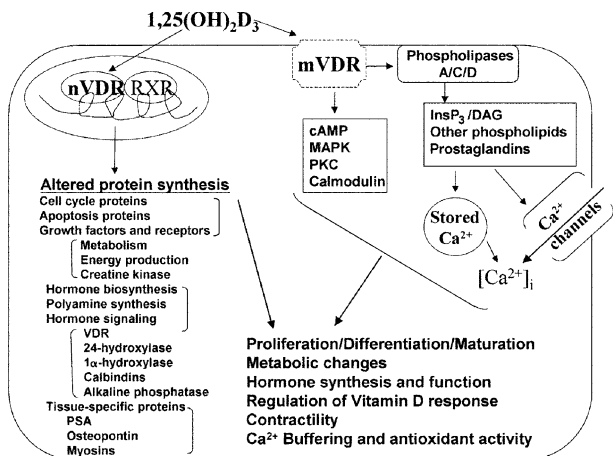 1,25(OH)₂D₃
mVDR
Phospholipases
A/C/D
nVDR RXR
cAMP
MAPK
PKC
Calmodulin
InsP₃/DAG
Other phospholipids
Prostaglandins
Stored
Ca²⁺
Ca²⁺
channels
[Ca²⁺]ᵢ
Altered protein synthesis
Cell cycle proteins
Apoptosis proteins
Growth factors and receptors
Metabolism
Energy production
Creatine kinase
Hormone biosynthesis
Polyamine synthesis
Hormone signaling
VDR
24-hydroxylase
1α-hydroxylase
Calbindins
Alkaline phosphatase
Tissue-specific proteins
PSA
Osteopontin
Myosins
Proliferation/Differentiation/Maturation
Metabolic changes
Hormone synthesis and function
Regulation of Vitamin D response
Contractility
Ca²⁺ Buffering and antioxidant activity